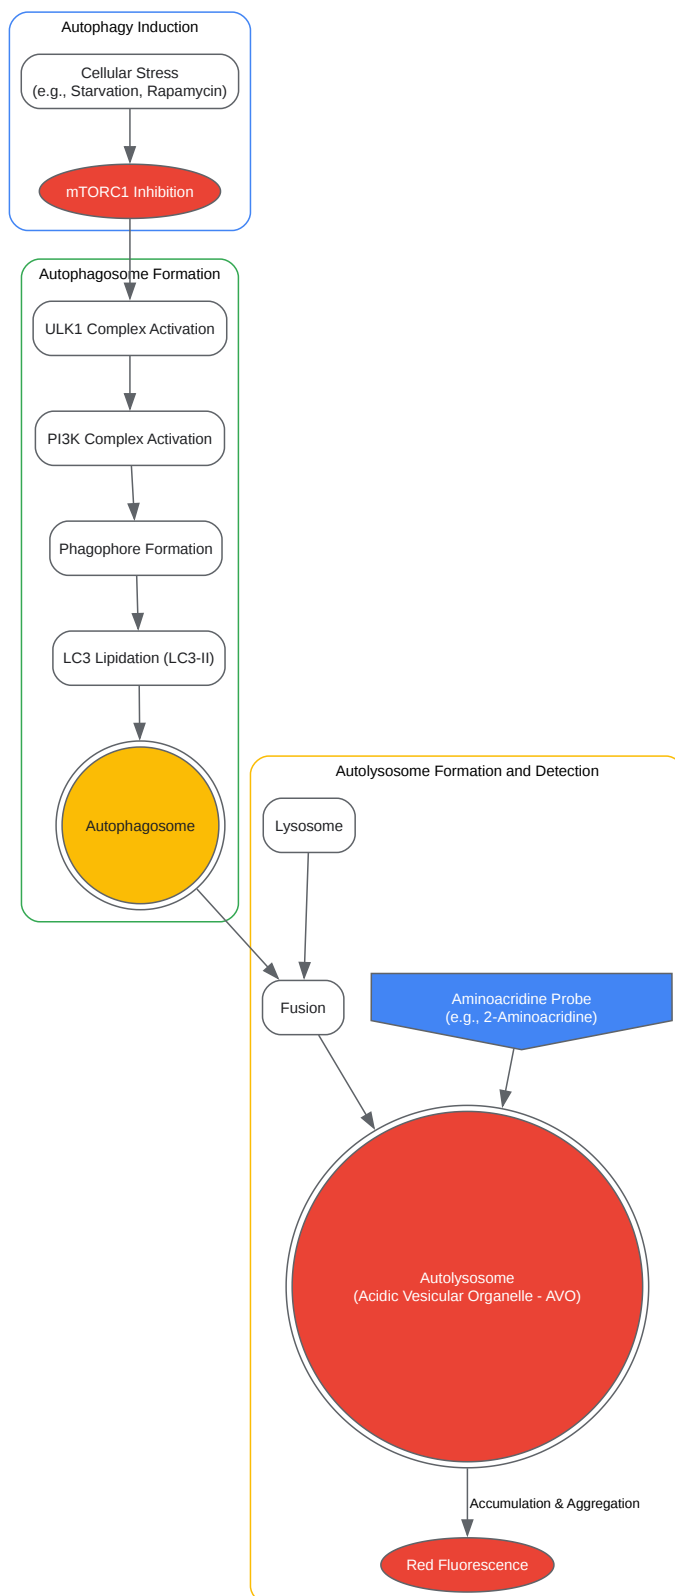 Autophagy Induction
Cellular Stress
(e.g., Starvation, Rapamycin)
mTORC1 Inhibition
Autophagosome Formation
ULK1 Complex Activation
PI3K Complex Activation
Phagophore Formation
LC3 Lipidation (LC3-II)
Autophagosome
Autolysosome Formation and Detection
Lysosome
Fusion
Aminoacridine Probe
(e.g., 2-Aminoacridine)
Autolysosome
(Acidic Vesicular Organelle - AVO)
Accumulation & Aggregation
Red Fluorescence